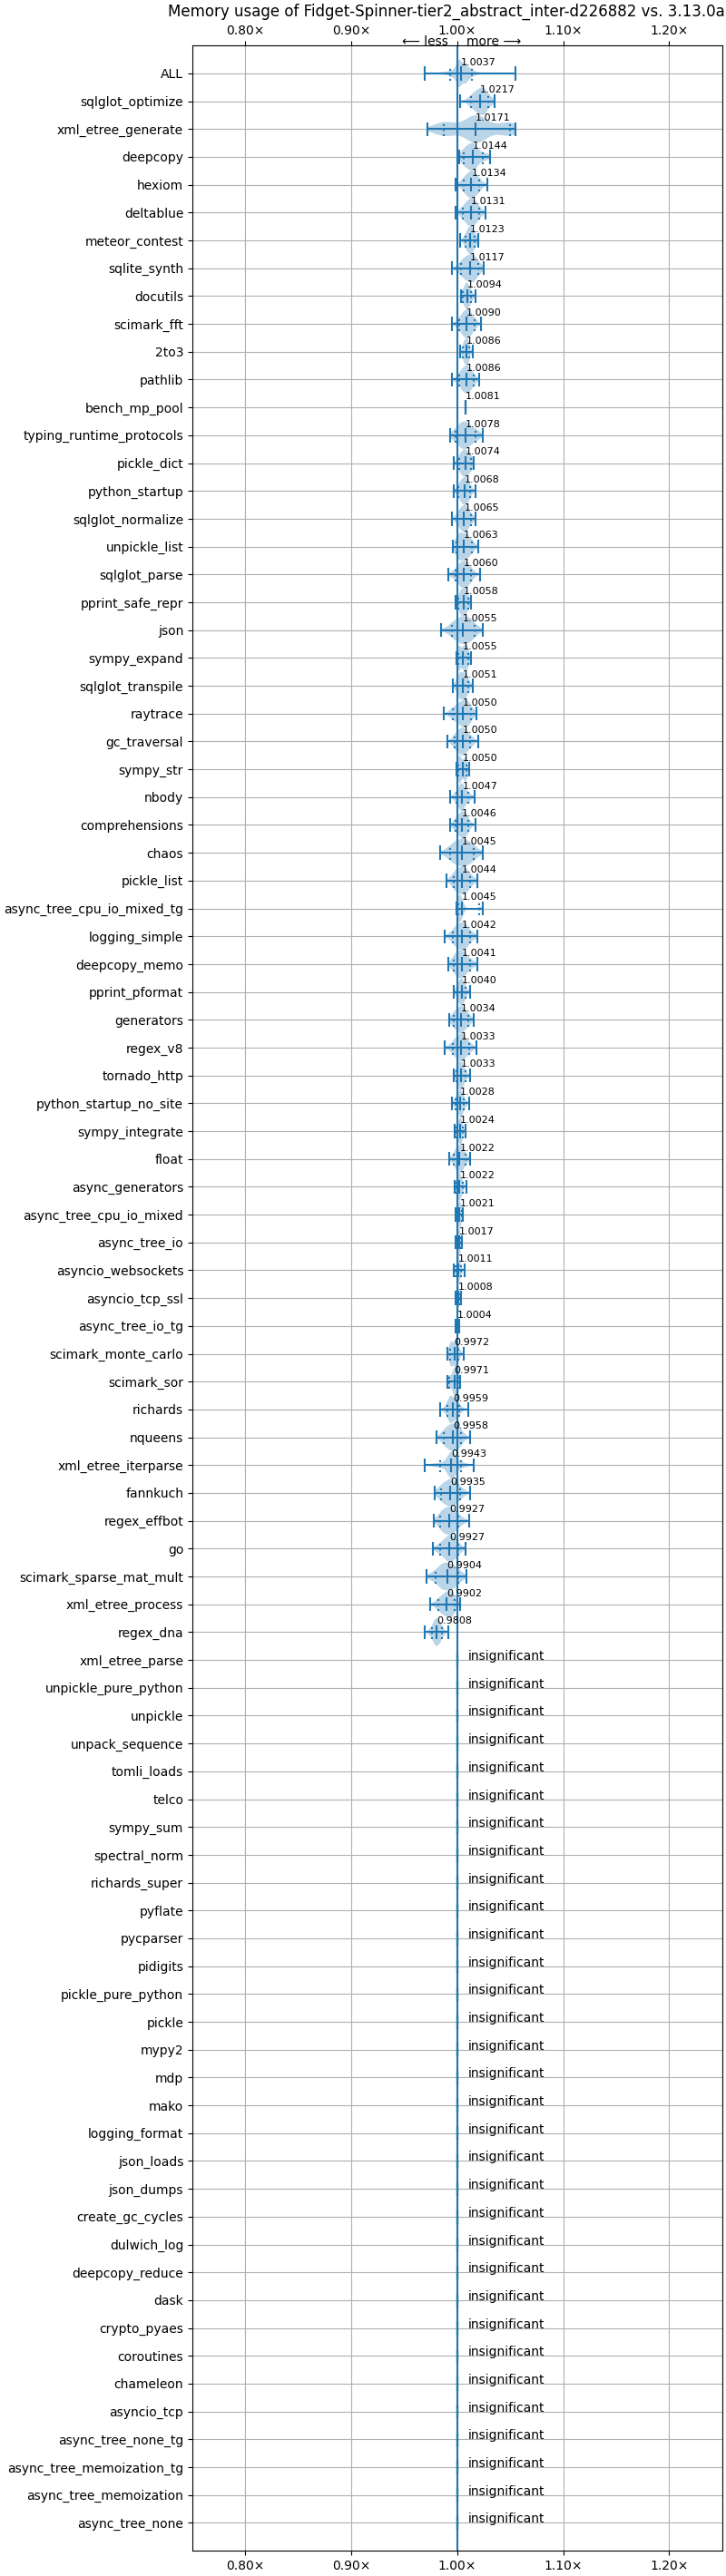 Memory usage of Fidget-Spinner-tier2_abstract_inter-d226882 vs. 3.13.0a
0.80× 0.90× 1.00× 1.10× 1.20×
⟵ less more ⟶
ALL 1.0037
sqlglot_optimize 1.0217
xml_etree_generate 1.0171
deepcopy 1.0144
hexiom 1.0134
deltablue 1.0131
meteor_contest 1.0123
sqlite_synth 1.0117
docutils 1.0094
scimark_fft 1.0090
2to3 1.0086
pathlib 1.0086
bench_mp_pool 1.0081
typing_runtime_protocols 1.0078
pickle_dict 1.0074
python_startup 1.0068
sqlglot_normalize 1.0065
unpickle_list 1.0063
sqlglot_parse 1.0060
pprint_safe_repr 1.0058
json 1.0055
sympy_expand 1.0055
sqlglot_transpile 1.0051
raytrace 1.0050
gc_traversal 1.0050
sympy_str 1.0050
nbody 1.0047
comprehensions 1.0046
chaos 1.0045
pickle_list 1.0044
async_tree_cpu_io_mixed_tg 1.0045
logging_simple 1.0042
deepcopy_memo 1.0041
pprint_pformat 1.0040
generators 1.0034
regex_v8 1.0033
tornado_http 1.0033
python_startup_no_site 1.0028
sympy_integrate 1.0024
float 1.0022
async_generators 1.0022
async_tree_cpu_io_mixed 1.0021
async_tree_io 1.0017
asyncio_websockets 1.0011
asyncio_tcp_ssl 1.0008
async_tree_io_tg 1.0004
scimark_monte_carlo 0.9972
scimark_sor 0.9971
richards 0.9959
nqueens 0.9958
xml_etree_iterparse 0.9943
fannkuch 0.9935
regex_effbot 0.9927
go 0.9927
scimark_sparse_mat_mult 0.9904
xml_etree_process 0.9902
regex_dna 0.9808
xml_etree_parse insignificant
unpickle_pure_python insignificant
unpickle insignificant
unpack_sequence insignificant
tomli_loads insignificant
telco insignificant
sympy_sum insignificant
spectral_norm insignificant
richards_super insignificant
pyflate insignificant
pycparser insignificant
pidigits insignificant
pickle_pure_python insignificant
pickle insignificant
mypy2 insignificant
mdp insignificant
mako insignificant
logging_format insignificant
json_loads insignificant
json_dumps insignificant
create_gc_cycles insignificant
dulwich_log insignificant
deepcopy_reduce insignificant
dask insignificant
crypto_pyaes insignificant
coroutines insignificant
chameleon insignificant
asyncio_tcp insignificant
async_tree_none_tg insignificant
async_tree_memoization_tg insignificant
async_tree_memoization insignificant
async_tree_none insignificant
0.80× 0.90× 1.00× 1.10× 1.20×